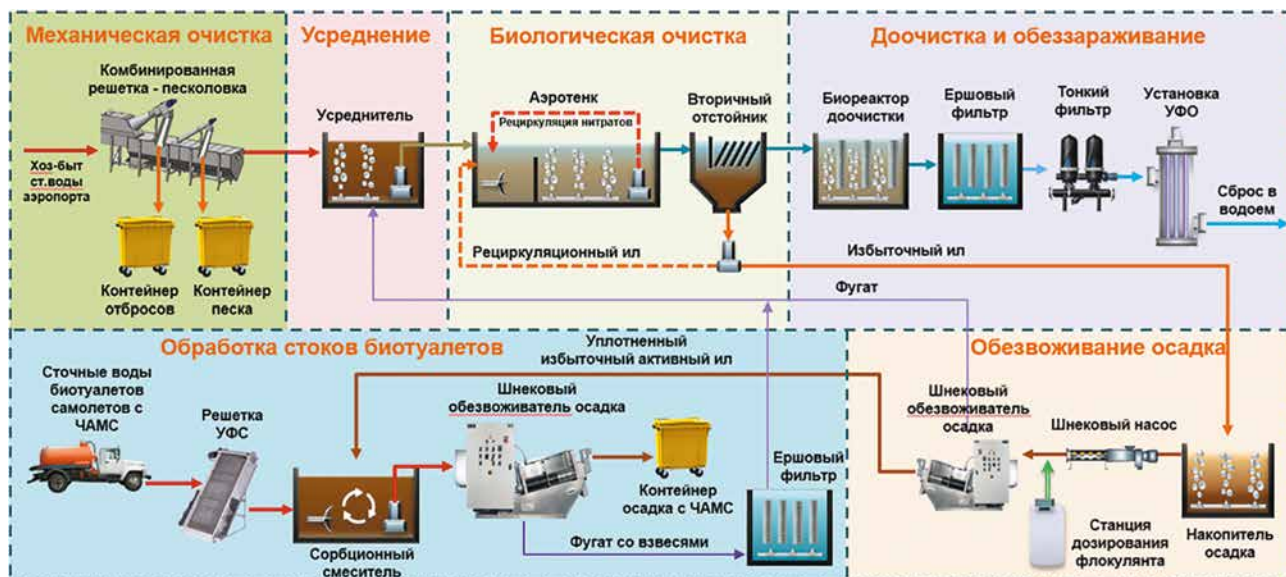 Механическая очистка
Комбинированная
решетка - песколовка
Хоз-быт
ст.воды
аэропорта
Контейнер
отбросов
Контейнер
песка
Усреднение
Усреднитель
Биологическая очистка
Аэротенк
Рециркуляция нитратов
Вторичный
отстойник
Рециркуляционный ил
Доочистка и обеззараживание
Биореактор
доочистки
Ершовый
фильтр
Тонкий
фильтр
Установка
УФО
Сброс в
водоем
Избыточный ил
Фугат
Обработка стоков биотуалетов
Уплотненный
избыточный активный ил
Сточные воды
биотуалетов
самолетов с
ЧАМС
Решетка
УФС
Сорбционный
смеситель
Шнековый
обезвоживатель осадка
Контейнер
осадка с ЧАМС
Фугат со взвесями
Ершовый
фильтр
Обезвоживание осадка
Шнековый
обезвоживатель
осадка
Шнековый насос
Станция
дозирования
флокулянта
Накопитель
осадка